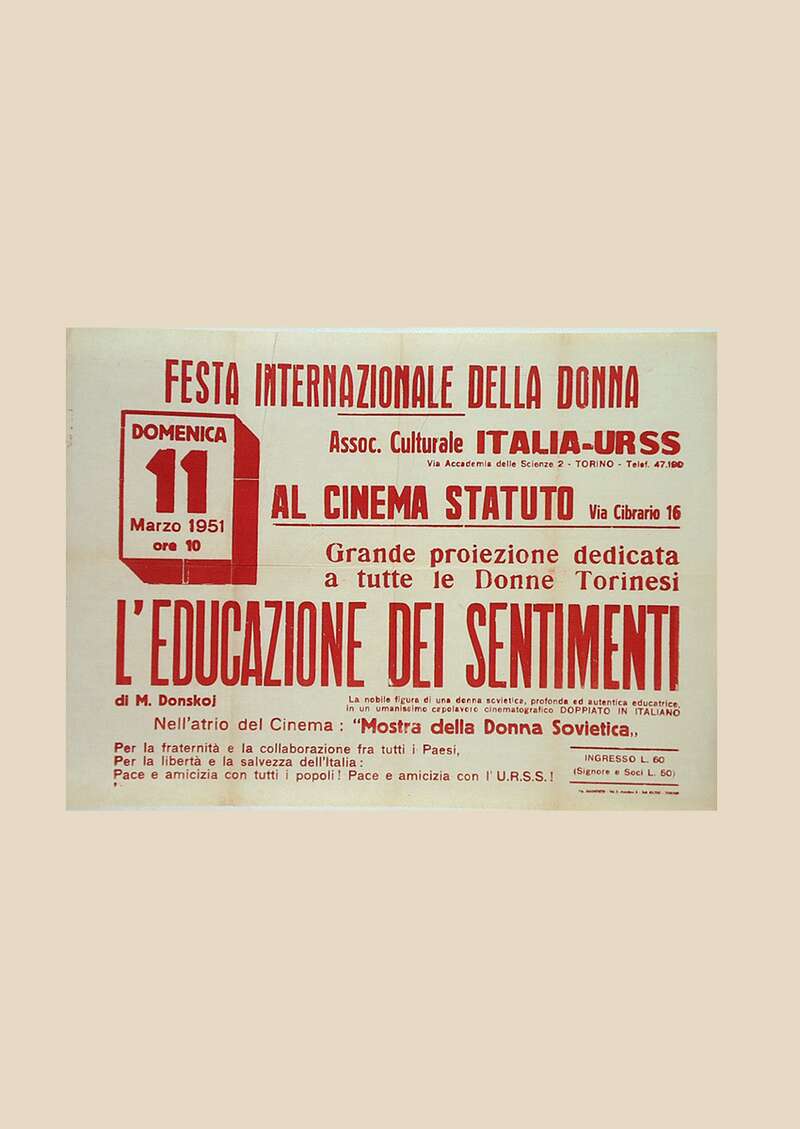 FESTA INTERNAZIONALE DELLA DONNA
DOMENICA
11
Marzo 1951
ore 10
Assoc. Culturale ITALIA-URSS
Via Accademia delle Scienze 2 - TORINO - Telef. 47.190
AL CINEMA STATUTO Via Cibrario 16
Grande proiezione dedicata
a tutte le Donne Torinesi
L'EDUCAZIONE DEI SENTIMENTI
di M. Donskoj
La nobile figura di una donna sovietica, profonda ed autentica educatrice,
in un umanissimo capolavoro cinematografico DOPPIATO IN ITALIANO
Nell'atrio del Cinema : "Mostra della Donna Sovietica„
Per la fraternità e la collaborazione fra tutti i Paesi,
Per la libertà e la salvezza dell'Italia :
Pace e amicizia con tutti i popoli ! Pace e amicizia con l'U.R.S.S. !
INGRESSO L. 60
(Signore e Soci L. 50)